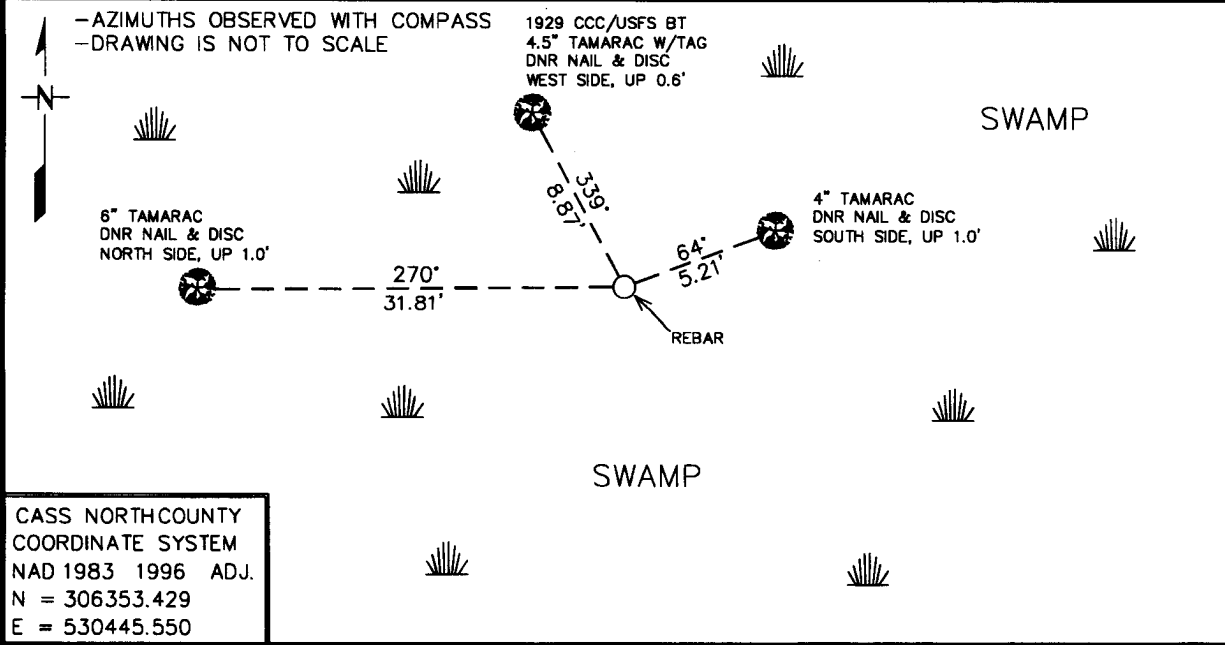 -AZIMUTHS OBSERVED WITH COMPASS
-DRAWING IS NOT TO SCALE
N
1929 CCC/USFS BT
4.5" TAMARAC W/TAG
DNR NAIL & DISC
WEST SIDE, UP 0.6'
SWAMP
6" TAMARAC
DNR NAIL & DISC
NORTH SIDE, UP 1.0'
339°
8.87'
4" TAMARAC
DNR NAIL & DISC
SOUTH SIDE, UP 1.0'
64°
5.21'
270°
31.81'
REBAR
SWAMP
CASS NORTH COUNTY
COORDINATE SYSTEM
NAD 1983 1996 ADJ.
N = 306353.429
E = 530445.550